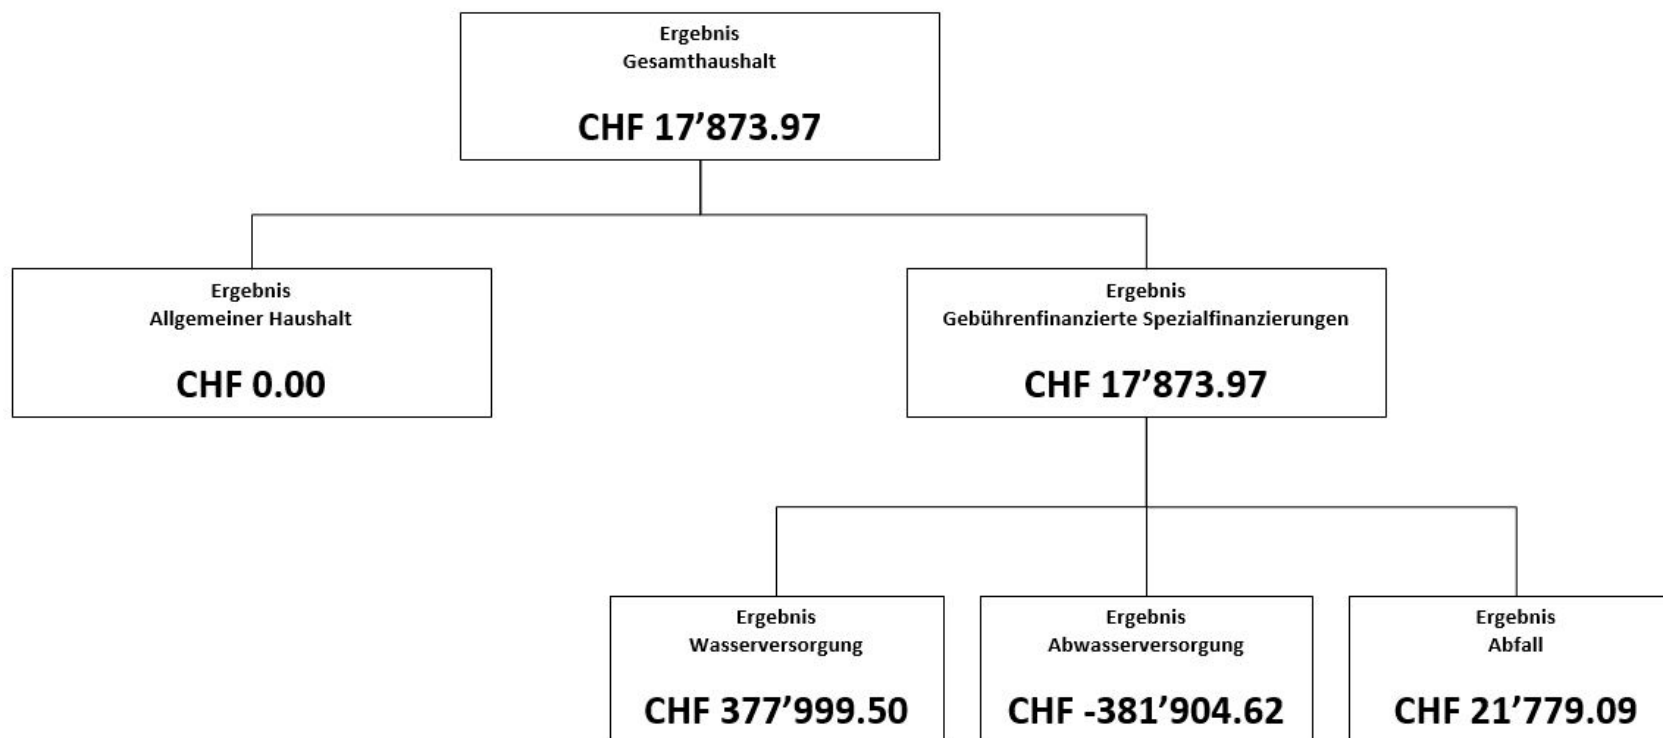 Ergebnis
Gesamthaushalt
CHF 17’873.97
Ergebnis
Allgemeiner Haushalt
CHF 0.00
Ergebnis
Gebührenfinanzierte Spezialfinanzierungen
CHF 17’873.97
Ergebnis
Wasserversorgung
CHF 377’999.50
Ergebnis
Abwasserversorgung
CHF -381’904.62
Ergebnis
Abfall
CHF 21’779.09